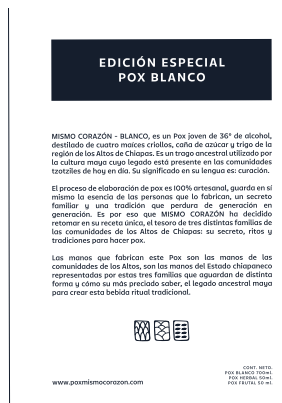 EDICIÓN ESPECIAL
POX BLANCO
MISMO CORAZÓN - BLANCO, es un Pox joven de 36° de alcohol,
destilado de cuatro maíces criollos, caña de azúcar y trigo de la
región de los Altos de Chiapas. Es un trago ancestral utilizado por
la cultura maya cuyo legado está presente en las comunidades
tzotziles de hoy en día. Su significado en su lengua es: curación.
El proceso de elaboración de pox es 100% artesanal, guarda en sí
mismo la esencia de las personas que lo fabrican, un secreto
familiar y una tradición que perdura de generación en
generación. Es por eso que MISMO CORAZÓN ha decidido
retomar en su receta única, el tesoro de tres distintas familias de
las comunidades de los Altos de Chiapas: su secreto, ritos y
tradiciones para hacer pox.
Las manos que fabrican este Pox son las manos de las
comunidades de los Altos, son las manos del Estado chiapaneco
representadas por estas tres familias que aguardan de distinta
forma y cómo su más preciado saber, el legado ancestral maya
para crear esta bebida ritual tradicional.
CONT. NETO.
POX BLANCO 700ml.
POX HERBAL 50ml.
www.poxmismocorazon.com
POX FRUTAL 50 ml.